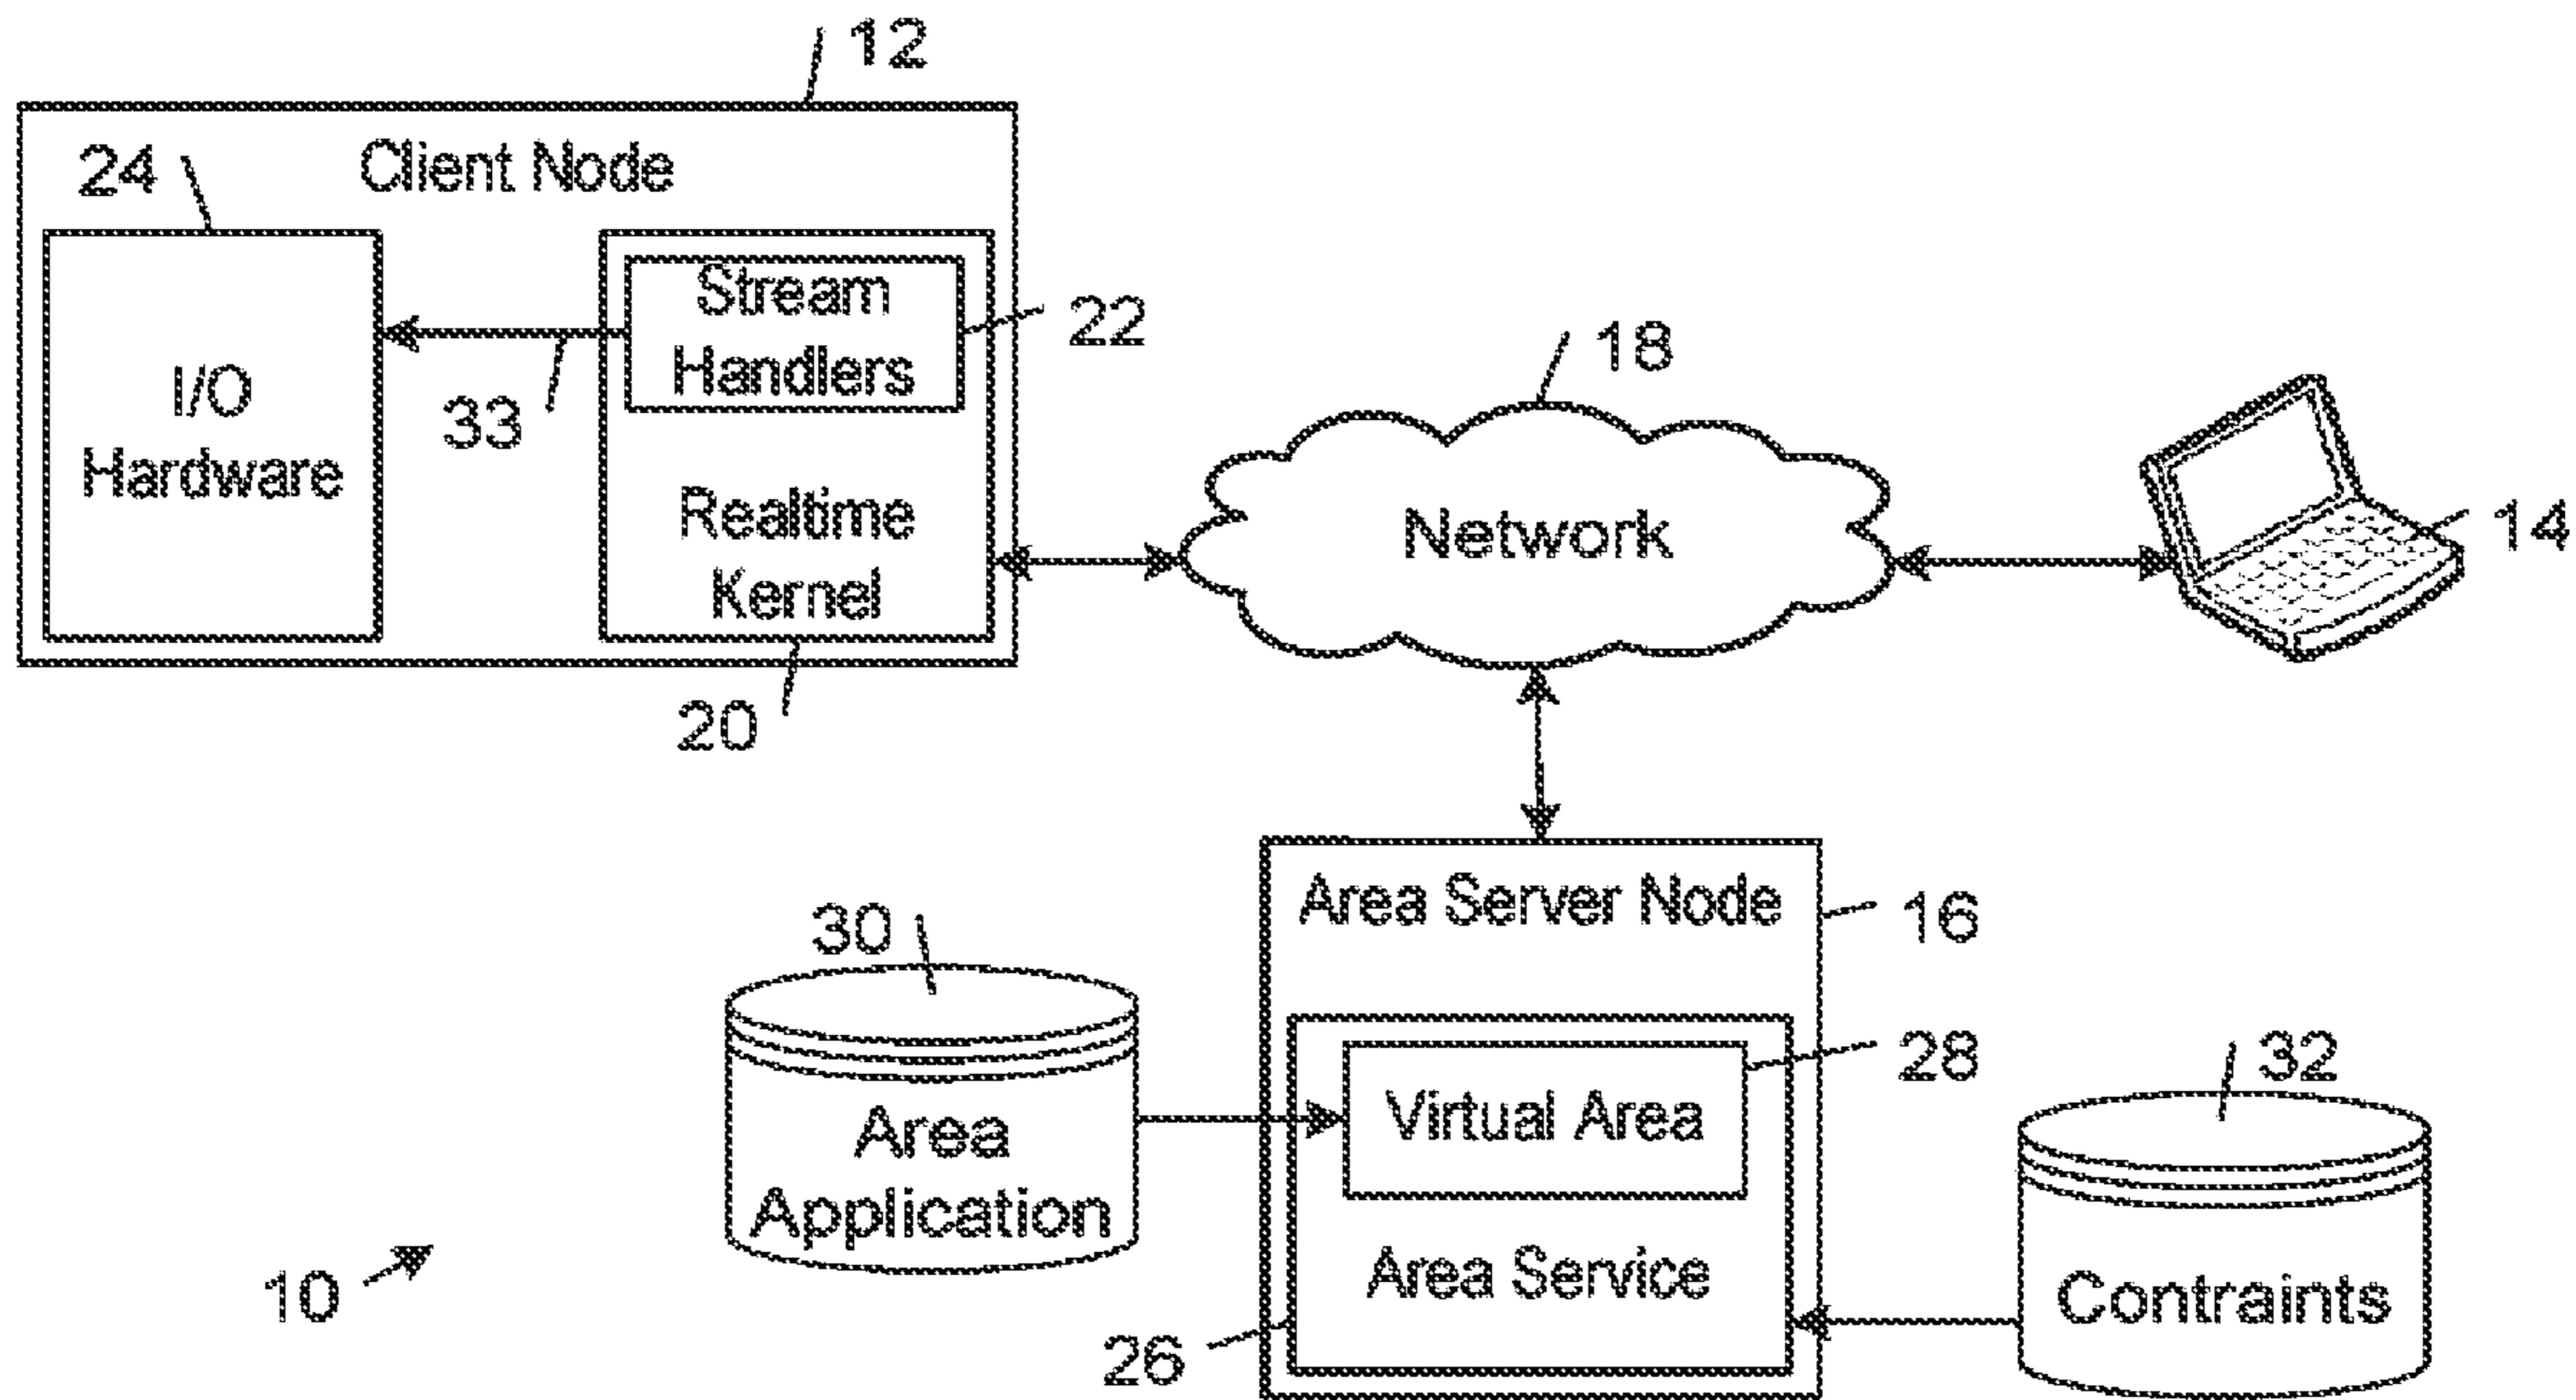 12
24
Client Node
Stream
Handlers
22
I/O
Hardware
33
Realtime
Kernel
20
18
Network
14
Area Server Node
16
30
Area
Application
Virtual Area
28
Area Service
26
32
Contraints
10